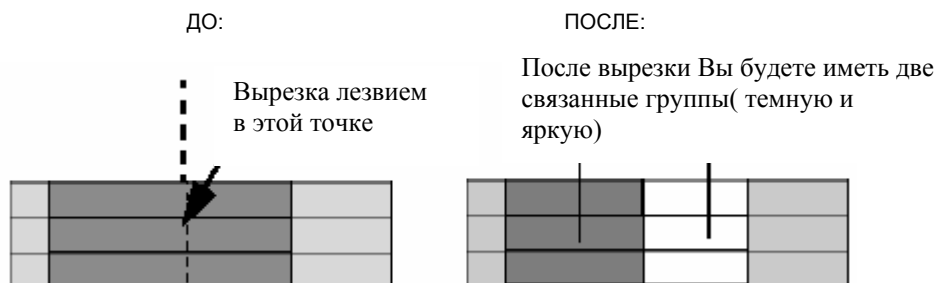 ДО:
ПОСЛЕ:
Вырезка лезвием
в этой точке
После вырезки Вы будете иметь две
связанные группы( темную и
яркую)